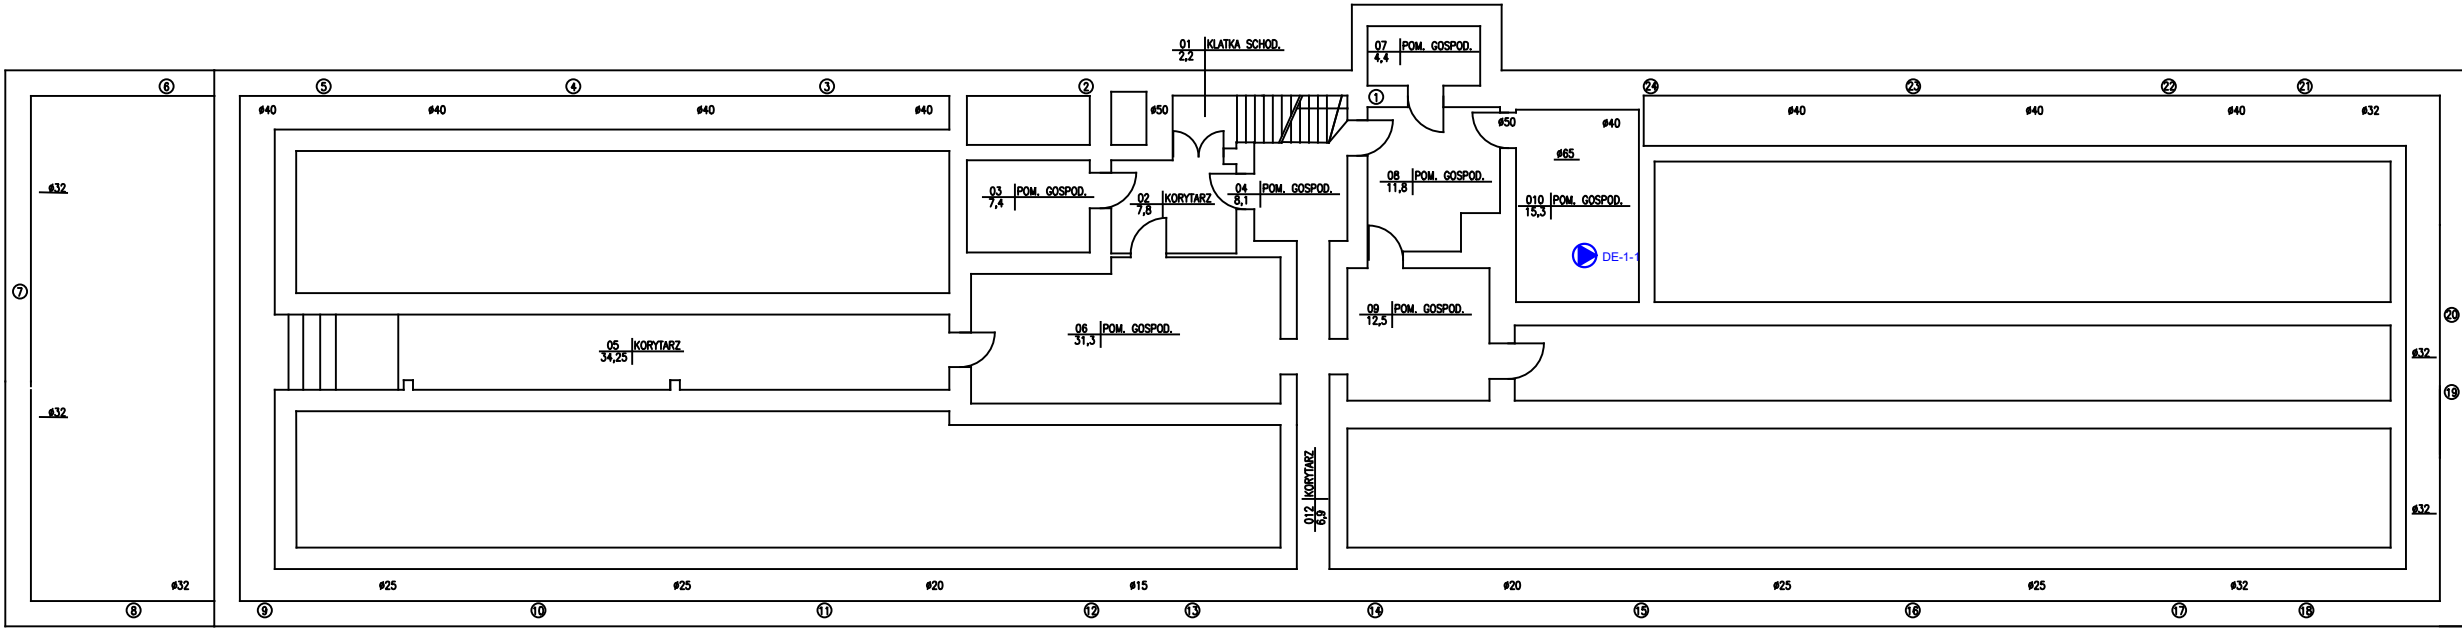 01 KLATKA SCHOD.
2,2
07 POM. GOSPOD.
4,4
6
5
4
3
2
1
24
23
22
21
ø40
ø40
ø40
ø40
ø50
ø50
ø40
ø40
ø40
ø40
ø32
ø65
ø32
03 POM. GOSPOD.
7,4
02 KORYTARZ
7,8
04 POM. GOSPOD.
8,1
08 POM. GOSPOD.
11,8
010 POM. GOSPOD.
15,3
DE-1-1
7
09 POM. GOSPOD.
12,5
20
06 POM. GOSPOD.
31,3
05 KORYTARZ
34,25
ø32
19
ø32
012 KORYTARZ
6,9
ø32
ø32
ø25
ø25
ø20
ø15
ø20
ø25
ø25
ø32
8
9
10
11
12
13
14
15
16
17
18